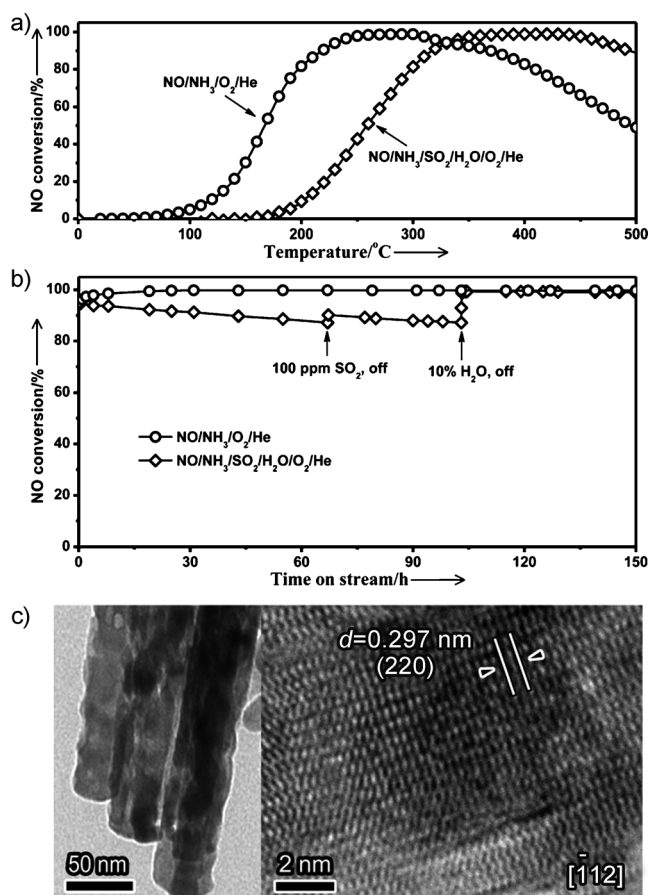 a)
100
80
60
40
20
0
NO conversion/% ⟶
NO/NH₃/O₂/He
NO/NH₃/SO₂/H₂O/O₂/He
0 100 200 300 400 500
Temperature/°C ⟶
b)
100
80
60
40
80
0
NO conversion/% ⟶
100 ppm SO₂, off
10% H₂O, off
NO/NH₃/O₂/He
NO/NH₃/SO₂/H₂O/O₂/He
0 30 60 90 120 150
Time on stream/h ⟶
c)
d=0.297 nm
(220)
50 nm
2 nm
[1̄12]